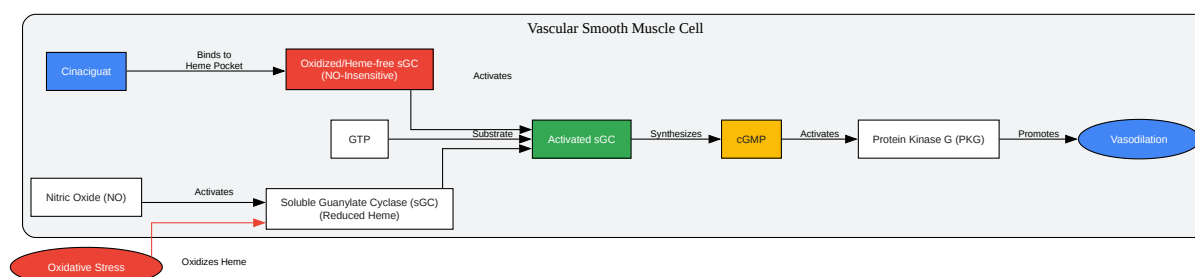 Vascular Smooth Muscle Cell
Cinaciguat
Binds to
Heme Pocket
Oxidized/Heme-free sGC
(NO-Insensitive)
Activates
GTP
Substrate
Activated sGC
Synthesizes
cGMP
Activates
Protein Kinase G (PKG)
Promotes
Vasodilation
Nitric Oxide (NO)
Activates
Soluble Guanylate Cyclase (sGC)
(Reduced Heme)
Oxidative Stress
Oxidizes Heme